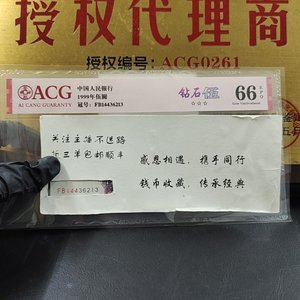 授权代理商
授权编号：ACG0261
ACG
AI CANG GUARANTY
中国人民银行
1999年伍圆
冠号：FB14436213
钻石伍
☆☆☆
66 EPQ
Gem Uncirculated
关注主播不迷路
近三单包邮顺丰
感恩相遇，携手同行
钱币收藏，传承经典
FB14436213